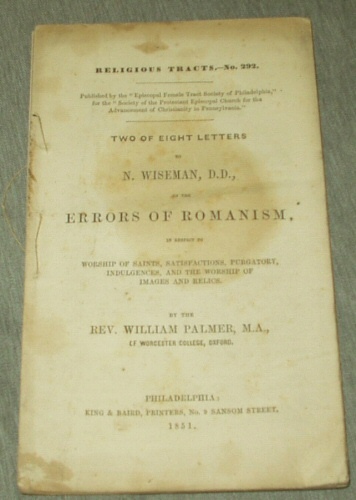 RELIGIOUS TRACTS,—No. 292.
Published by the "Episcopal Female Tract Society of Philadelphia,"
for the "Society of the Protestant Episcopal Church for the
Advancement of Christianity in Pennsylvania."
TWO OF EIGHT LETTERS
TO
N. WISEMAN, D.D.,
ON THE
ERRORS OF ROMANISM,
IN RESPECT TO
WORSHIP OF SAINTS, SATISFACTIONS, PURGATORY,
INDULGENCES, AND THE WORSHIP OF
IMAGES AND RELICS.
BY THE
REV. WILLIAM PALMER, M.A.,
OF WORCESTER COLLEGE, OXFORD.
PHILADELPHIA:
KING & BAIRD, PRINTERS, No. 9 SANSOM STREET.
1851.